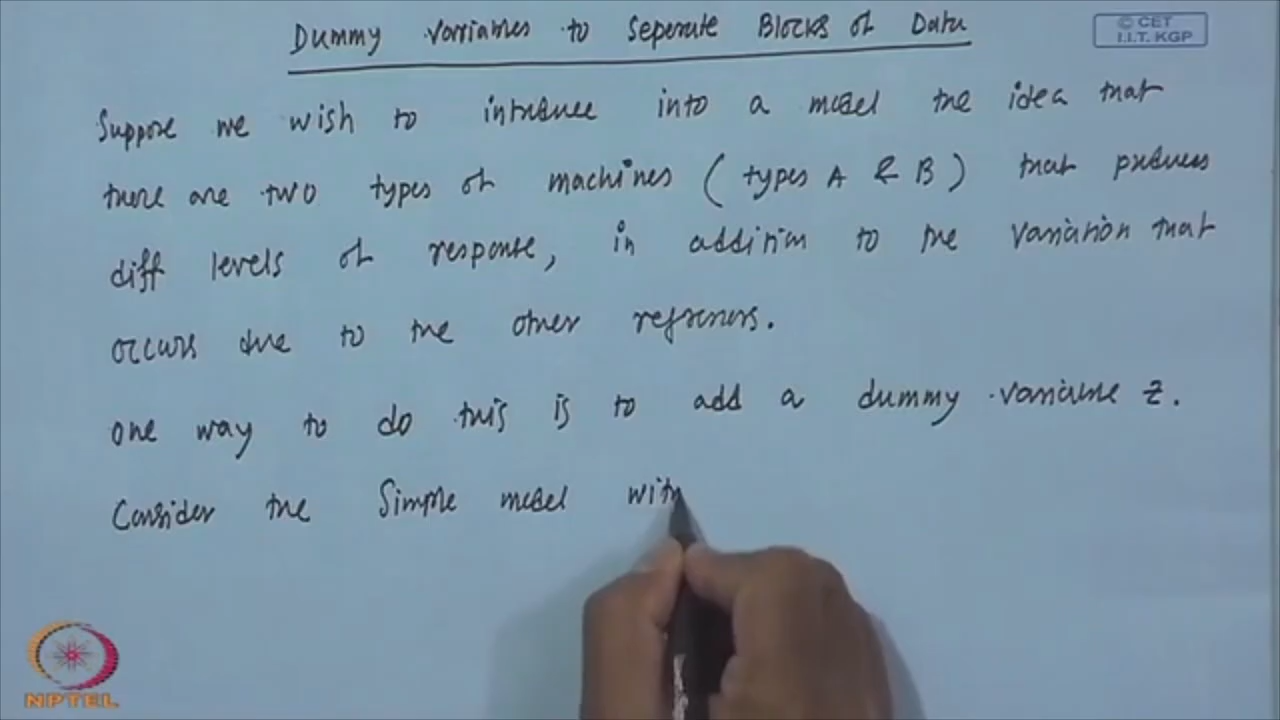 Dummy variables to Seperate Blocks of Data
© CET
I.I.T. KGP
Suppose we wish to introduce into a model the idea that
there are two types of machines ( types A & B ) that produces
diff levels of response, in addition to the variation that
occurs due to the other regressors.
one way to do this is to add a dummy variable z.
Consider the Simple model with
NPTEL